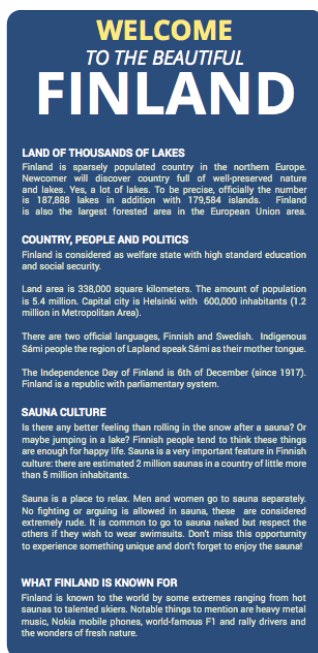 WELCOME
TO THE BEAUTIFUL
FINLAND
LAND OF THOUSANDS OF LAKES
Finland is sparsely populated country in the northern Europe.
Newcomer will discover country full of well-preserved nature
and lakes. Yes, a lot of lakes. To be precise, officially the number
is 187,888 lakes in addition with 179,584 islands. Finland
is also the largest forested area in the European Union area.
COUNTRY, PEOPLE AND POLITICS
Finland is considered as welfare state with high standard education
and social security.
Land area is 338,000 square kilometers. The amount of population
is 5.4 million. Capital city is Helsinki with 600,000 inhabitants (1.2
million in Metropolitan Area).
There are two official languages, Finnish and Swedish. Indigenous
Sámi people the region of Lapland speak Sámi as their mother tongue.
The Independence Day of Finland is 6th of December (since 1917).
Finland is a republic with parliamentary system.
SAUNA CULTURE
Is there any better feeling than rolling in the snow after a sauna? Or
maybe jumping in a lake? Finnish people tend to think these things
are enough for happy life. Sauna is a very important feature in Finnish
culture: there are estimated 2 million saunas in a country of little more
than 5 million inhabitants.
Sauna is a place to relax. Men and women go to sauna separately.
No fighting or arguing is allowed in sauna, these are considered
extremely rude. It is common to go to sauna naked but respect the
others if they wish to wear swimsuits. Don't miss this opportunity
to experience something unique and don't forget to enjoy the sauna!
WHAT FINLAND IS KNOWN FOR
Finland is known to the world by some extremes ranging from hot
saunas to talented skiers. Notable things to mention are heavy metal
music, Nokia mobile phones, world-famous F1 and rally drivers and
the wonders of fresh nature.